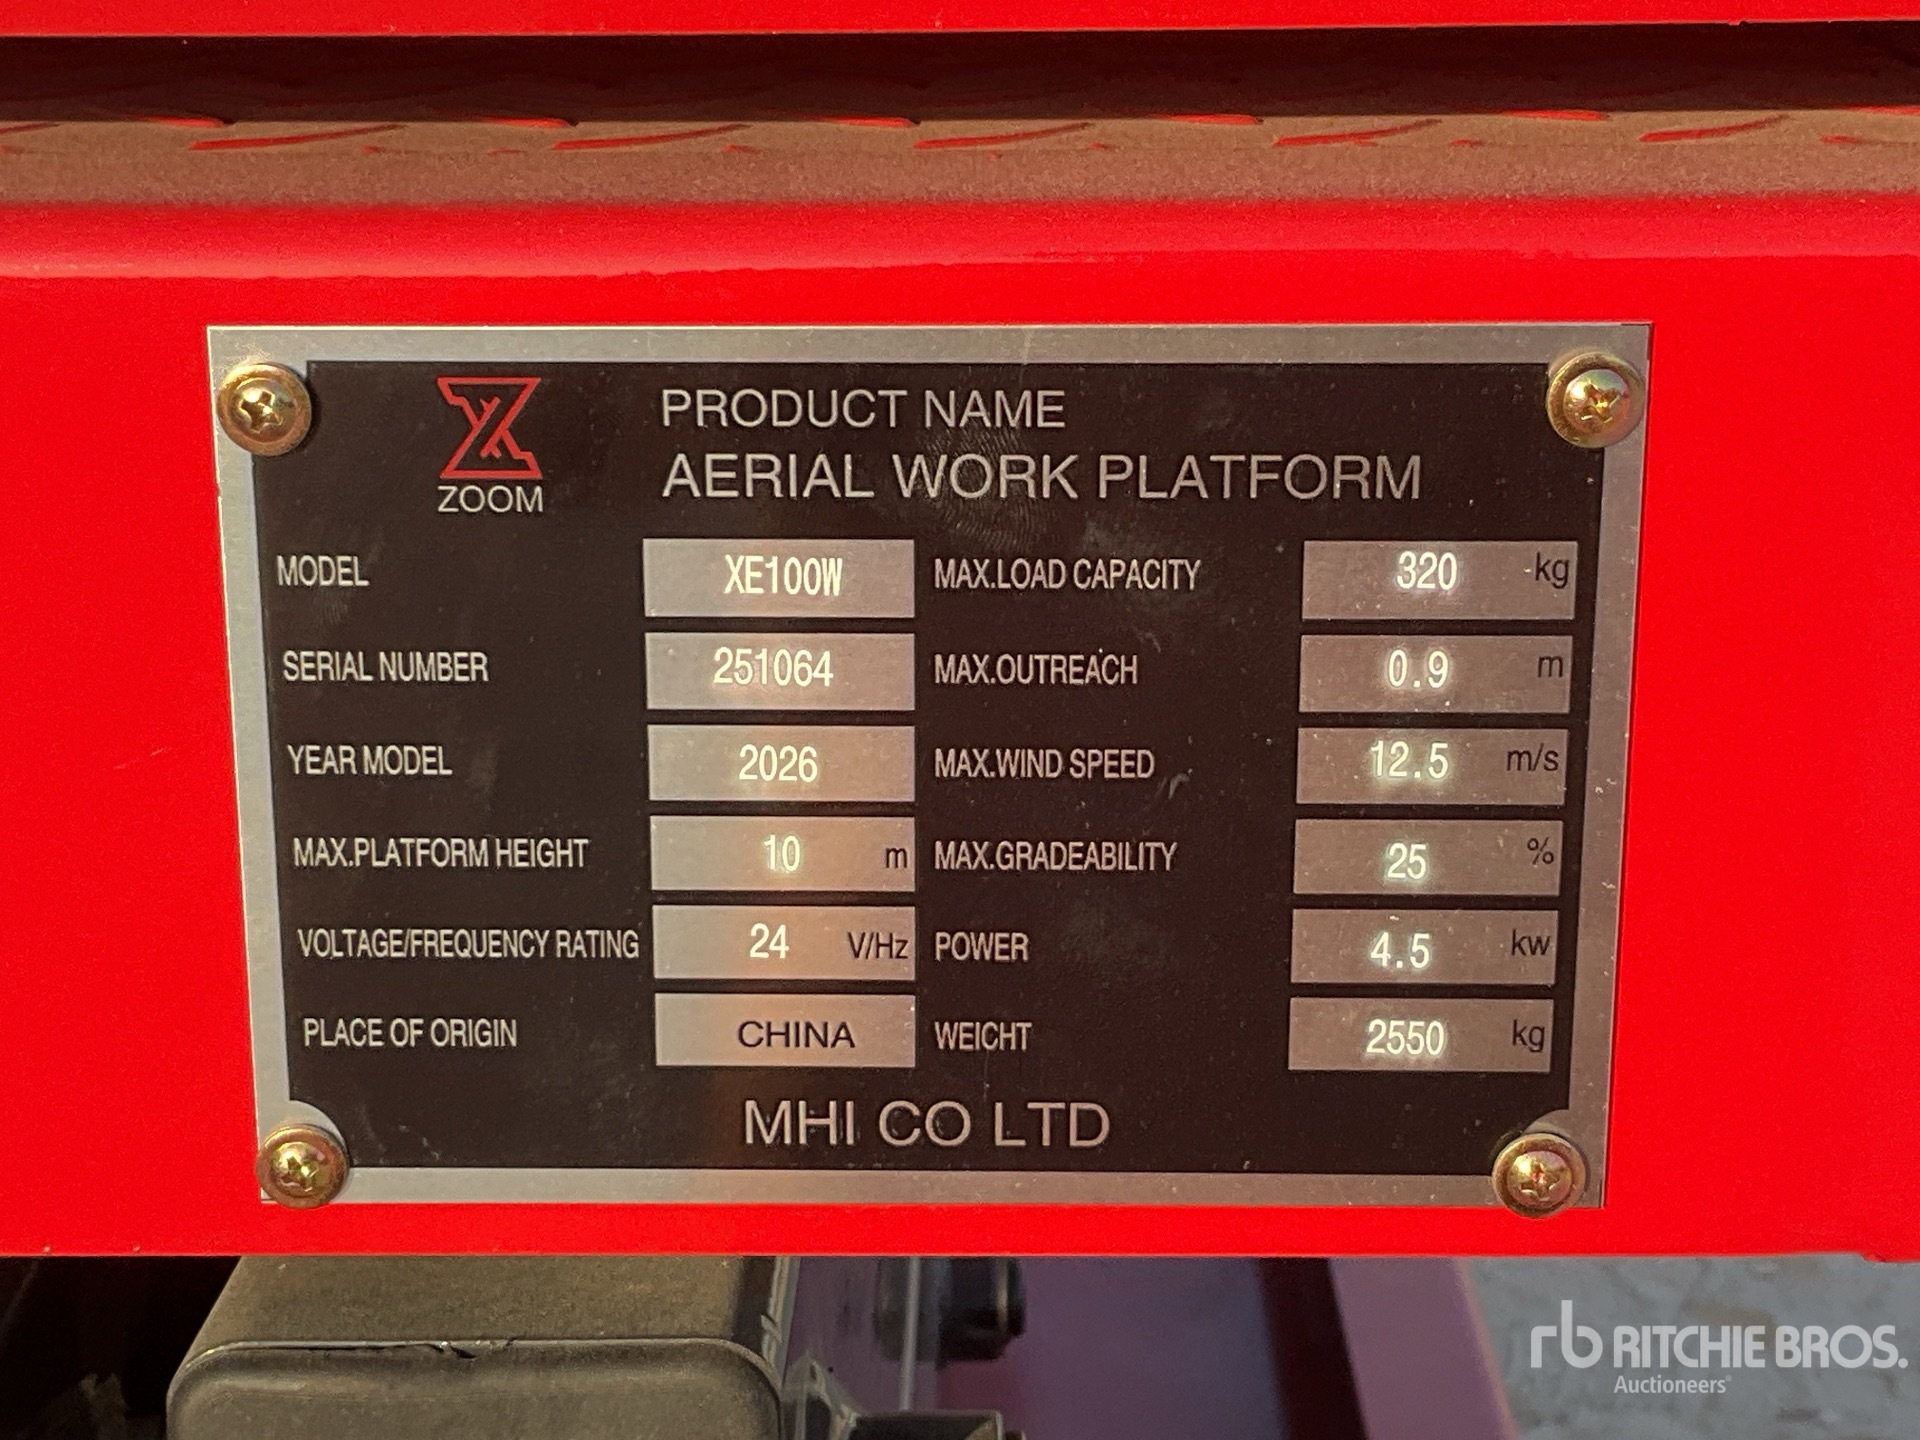 ZOOM
PRODUCT NAME
AERIAL WORK PLATFORM
MODEL XE100W MAX.LOAD CAPACITY 320 kg
SERIAL NUMBER 251064 MAX.OUTREACH 0.9 m
YEAR MODEL 2026 MAX.WIND SPEED 12.5 m/s
MAX.PLATFORM HEIGHT 10 m MAX.GRADEABILITY 25 %
VOLTAGE/FREQUENCY RATING 24 V/Hz POWER 4.5 kw
PLACE OF ORIGIN CHINA WEICHT 2550 kg
MHI CO LTD
rb RITCHIE BROS.
Auctioneers